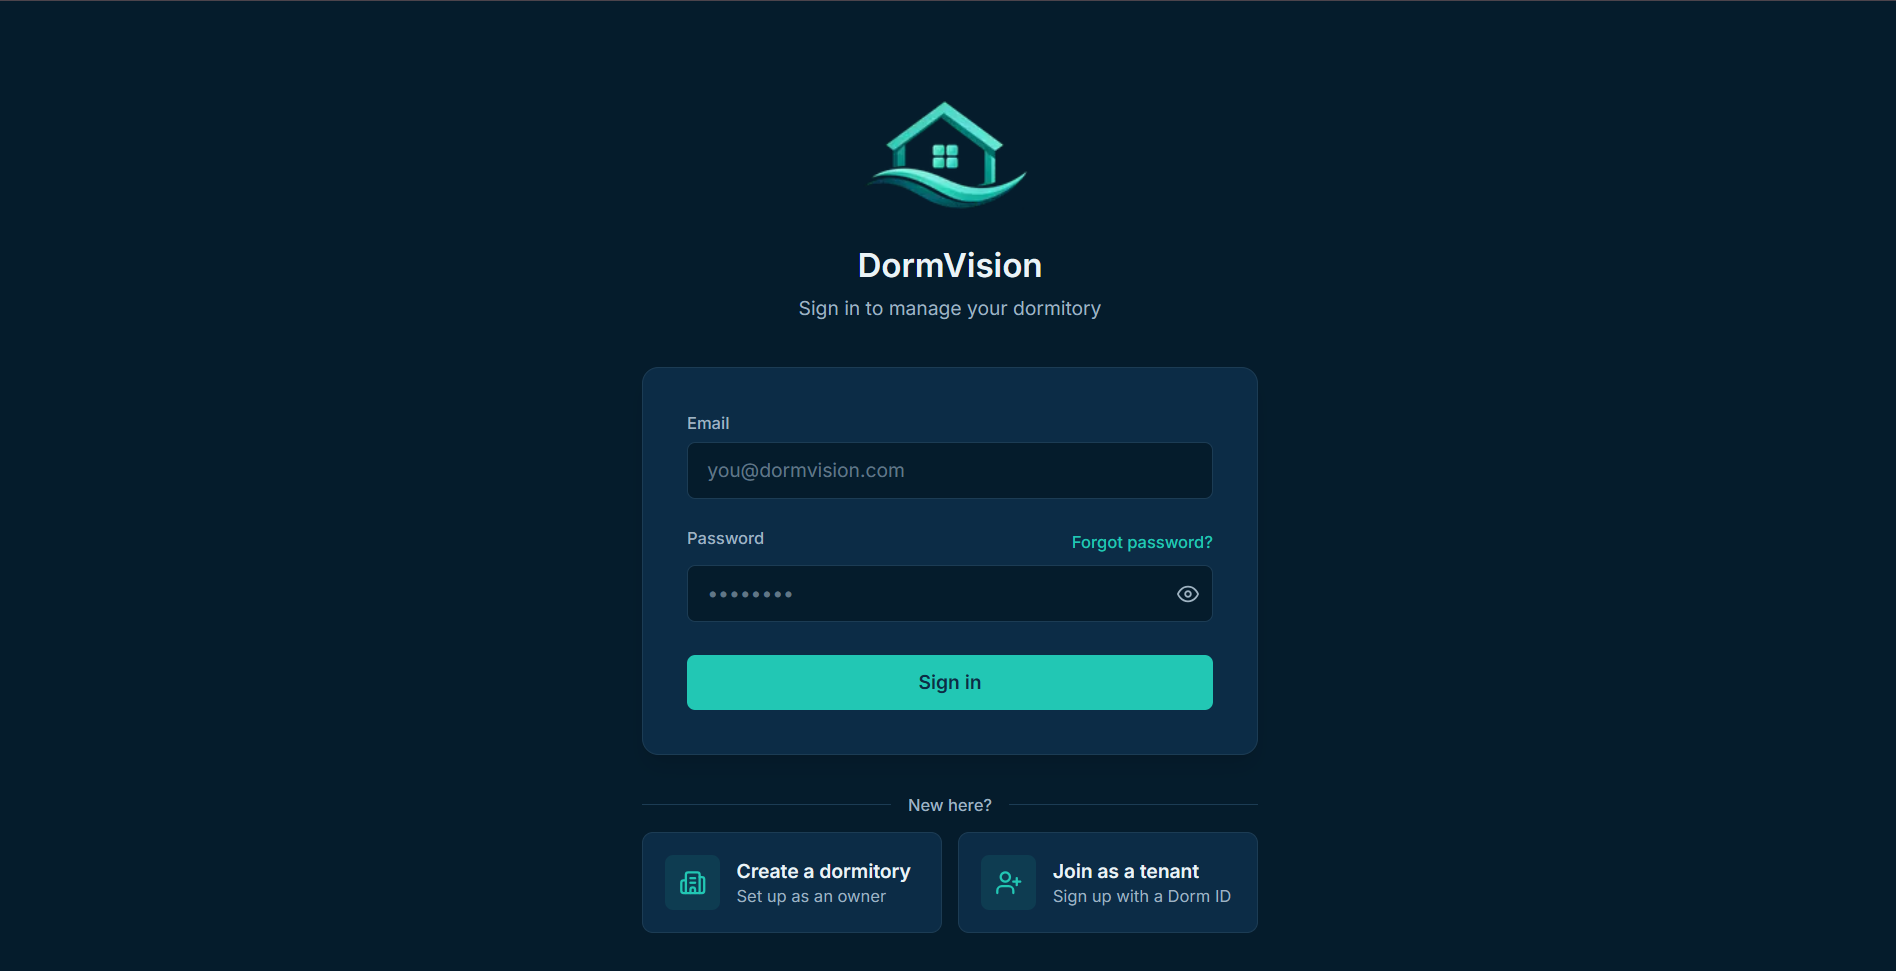 DormVision
Sign in to manage your dormitory
Email
you@dormvision.com
Password
Forgot password?
••••••••
Sign in
New here?
Create a dormitory
Set up as an owner
Join as a tenant
Sign up with a Dorm ID